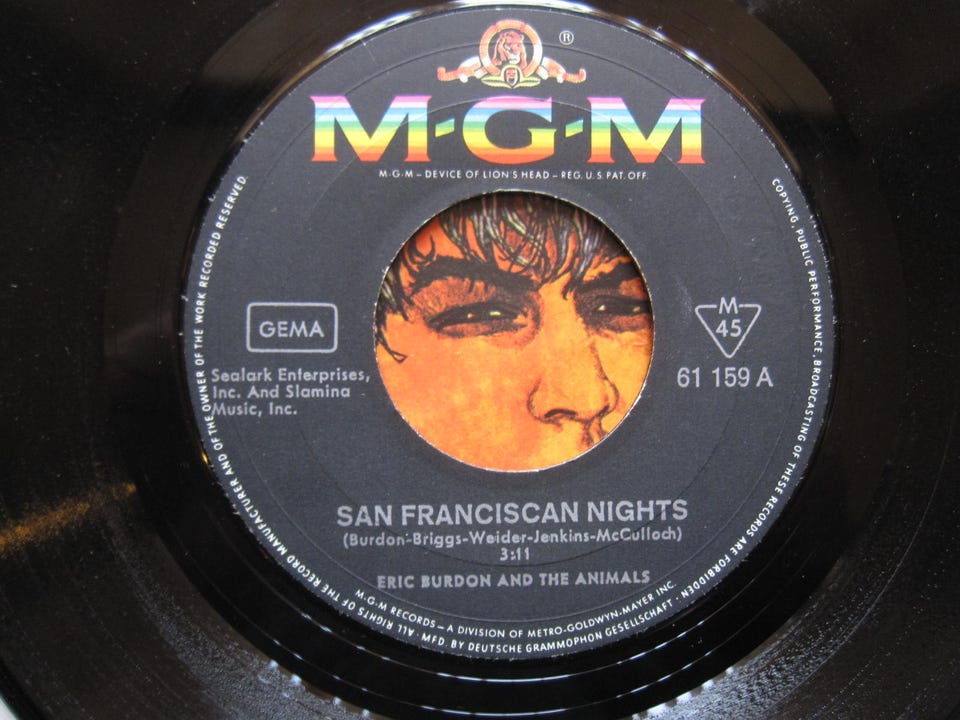 ®
M·G·M
M·G·M – DEVICE OF LION'S HEAD – REG. U.S. PAT. OFF.
GEMA
M
45
61 159 A
Sealark Enterprises,
Inc. And Slamina
Music, Inc.
SAN FRANCISCAN NIGHTS
(Burdon-Briggs-Weider-Jenkins-McCulloch)
3:11
ERIC BURDON AND THE ANIMALS
M·G·M RECORDS – A DIVISION OF METRO-GOLDWYN-MAYER INC.
ALL RIGHTS OF THE RECORD MANUFACTURER AND OF THE OWNER OF THE WORK RECORDED RESERVED.
COPYING, PUBLIC PERFORMANCE, BROADCASTING OF THESE RECORDS ARE FORBIDDEN · MFD. BY DEUTSCHE GRAMMOPHON GESELLSCHAFT ·